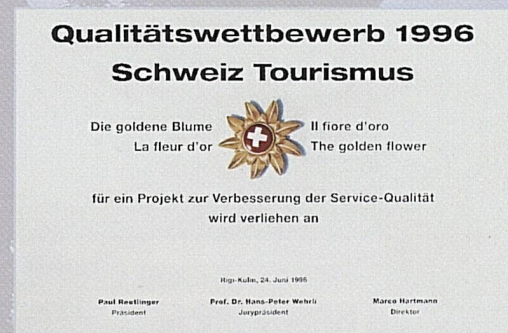 Qualitätswettbewerb 1996
Schweiz Tourismus
Die goldene Blume Il fiore d'oro
La fleur d'or The golden flower
für ein Projekt zur Verbesserung der Service-Qualität
wird verliehen an
Rigi-Kulm, 24. Juni 1996
Paul Reutlinger Prof. Dr. Hans-Peter Wehrli Marco Hartmann
Präsident Jurypräsident Direktor